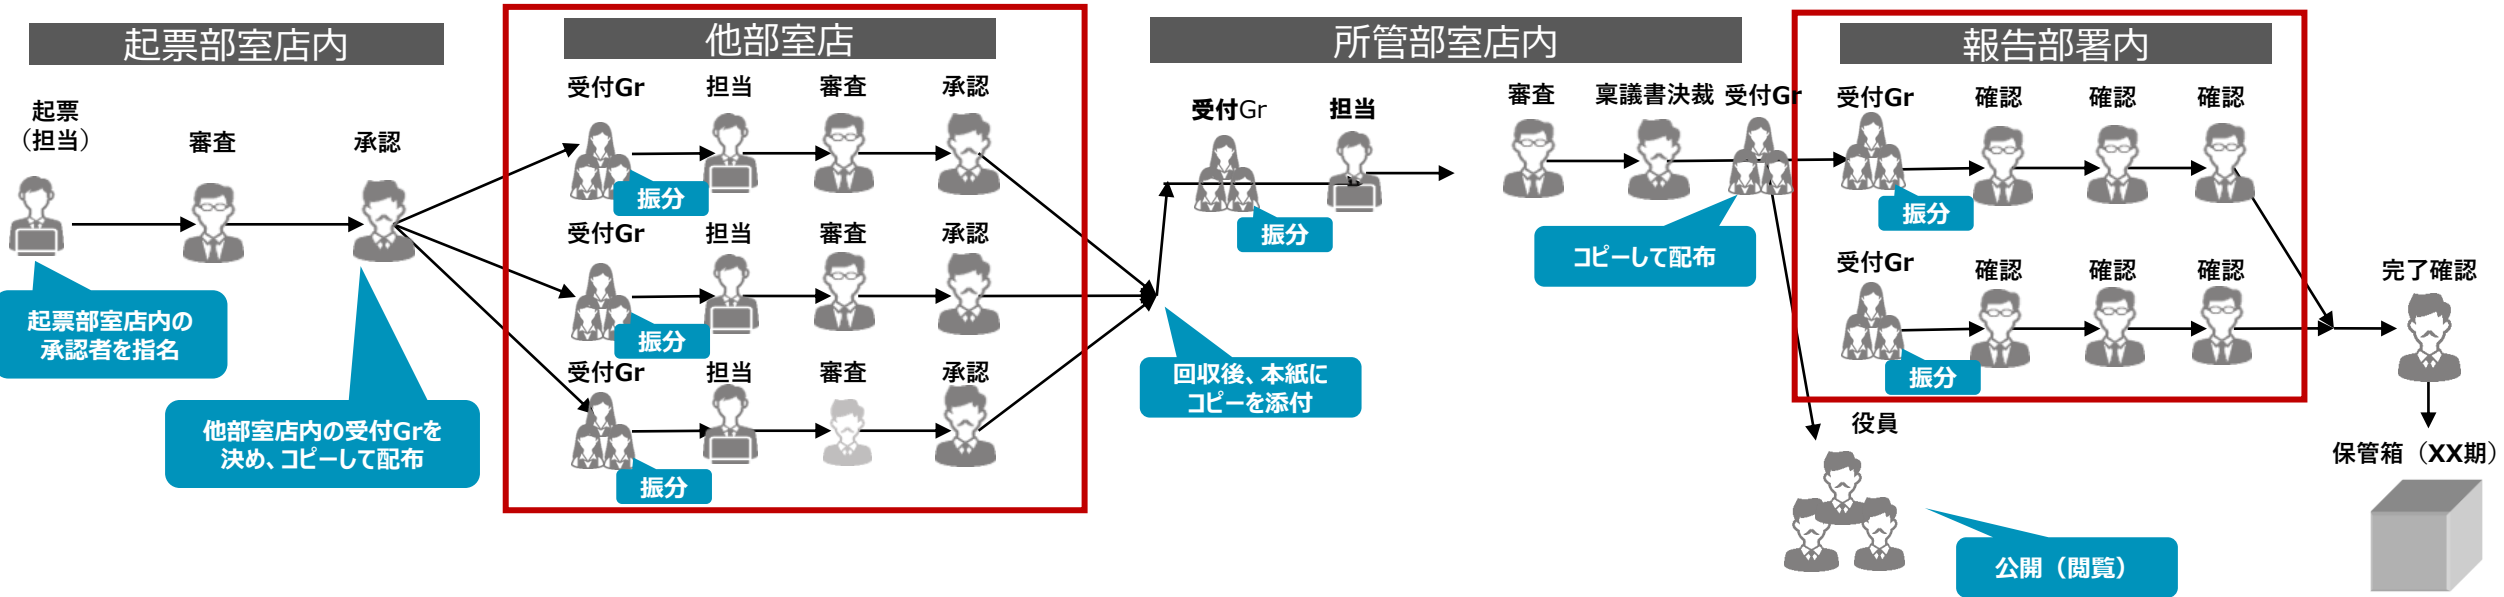 起票部室店内
起票
（担当）
審査
承認
起票部室店内の
承認者を指名
他部室店内の受付Grを
決め、コピーして配布
他部室店
受付Gr
担当
審査
承認
振分
受付Gr
担当
審査
承認
振分
受付Gr
担当
審査
承認
振分
所管部室店内
受付Gr
担当
審査
稟議書決裁
受付Gr
振分
コピーして配布
回収後、本紙に
コピーを添付
報告部署内
受付Gr
確認
確認
確認
振分
受付Gr
確認
確認
確認
振分
役員
公開（閲覧）
完了確認
保管箱（XX期）